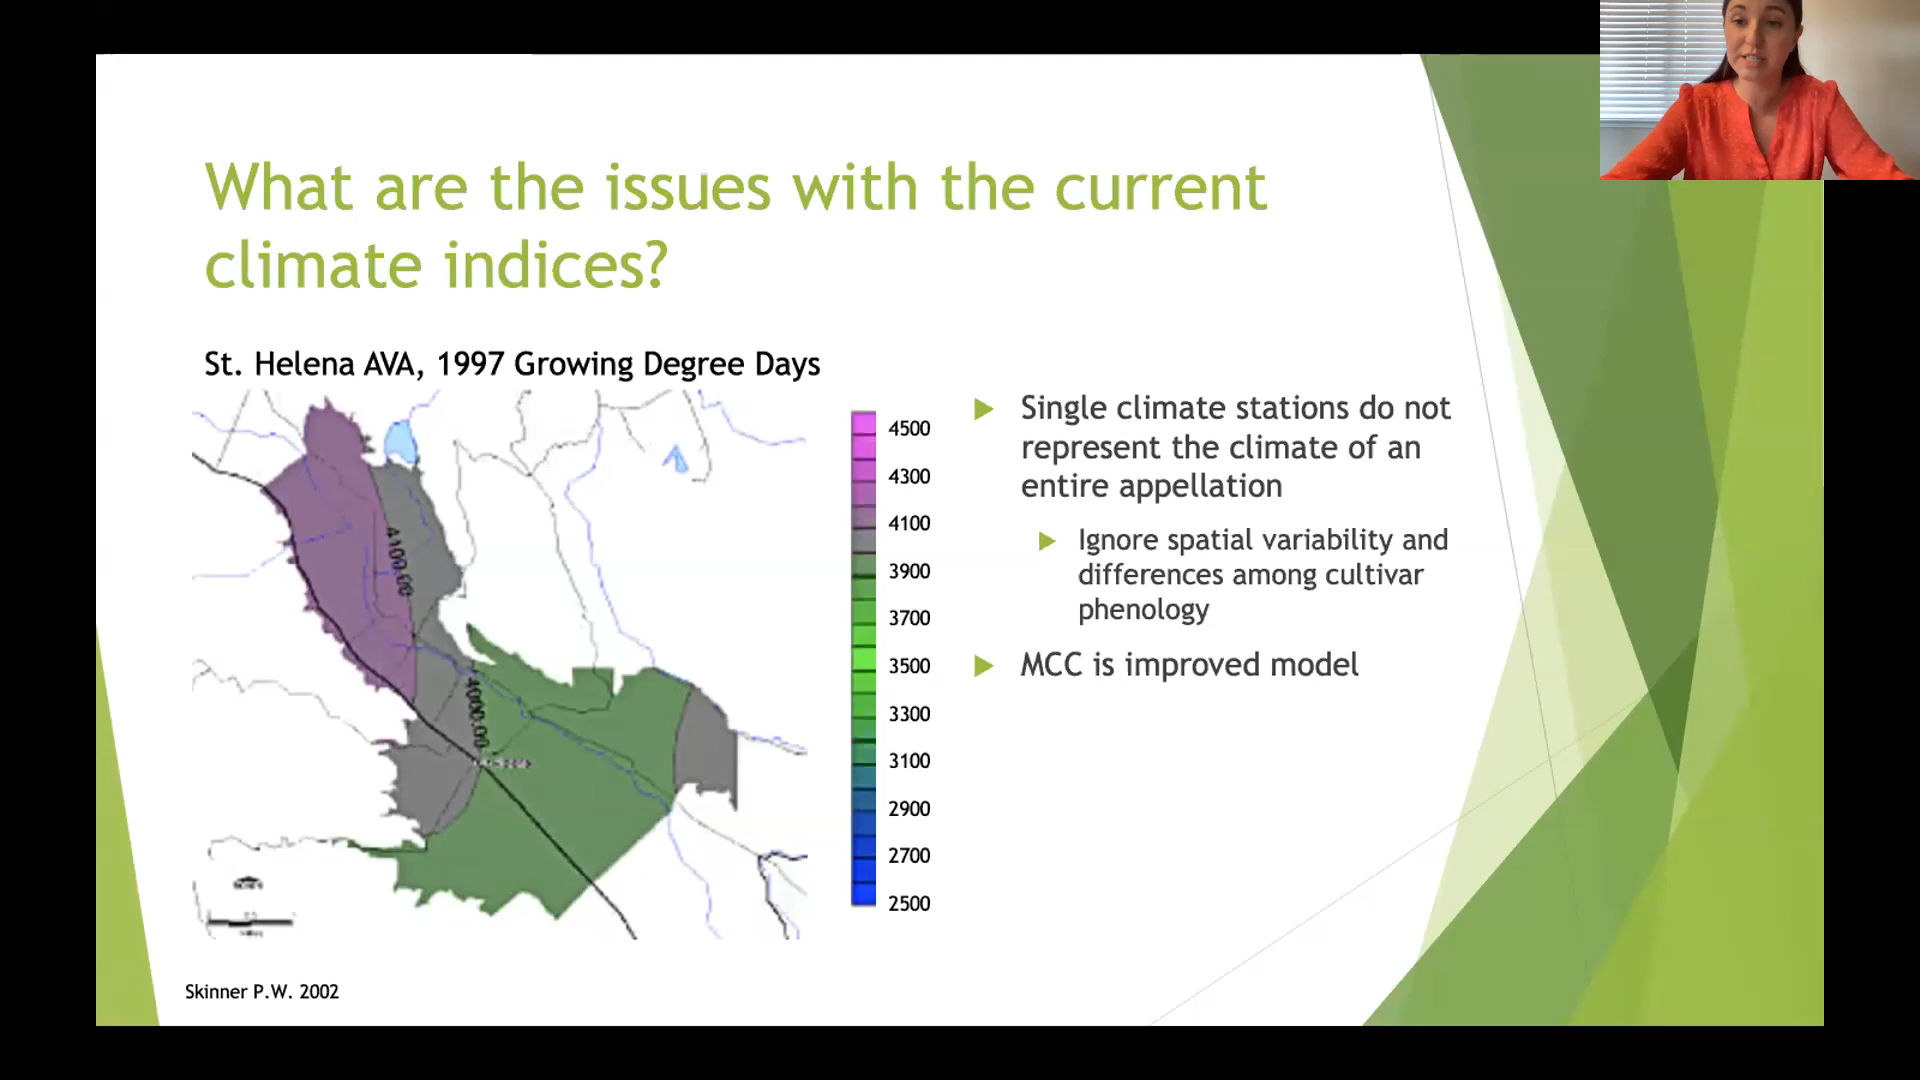 What are the issues with the current
climate indices?
St. Helena AVA, 1997 Growing Degree Days
4100.00
4000.00
4500
4300
4100
3900
3700
3500
3300
3100
2900
2700
2500
Single climate stations do not
represent the climate of an
entire appellation
Ignore spatial variability and
differences among cultivar
phenology
MCC is improved model
Skinner P.W. 2002